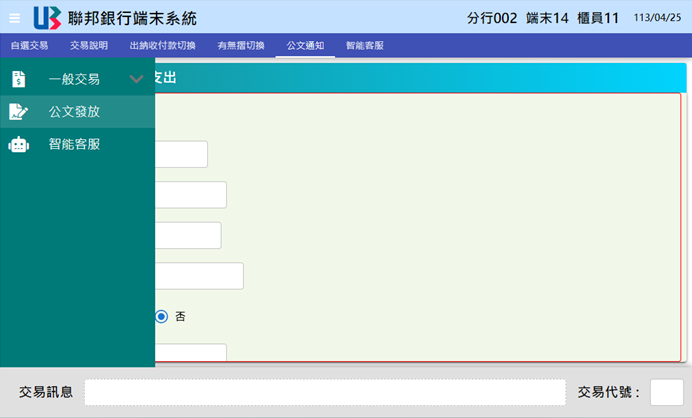 UB 聯邦銀行端末系統 分行002 端末14 櫃員11 113/04/25
自選交易 交易說明 出納收付款切換 有無摺切換 公文通知 智能客服
一般交易
支出
公文發放
智能客服
否
交易訊息 交易代號 :